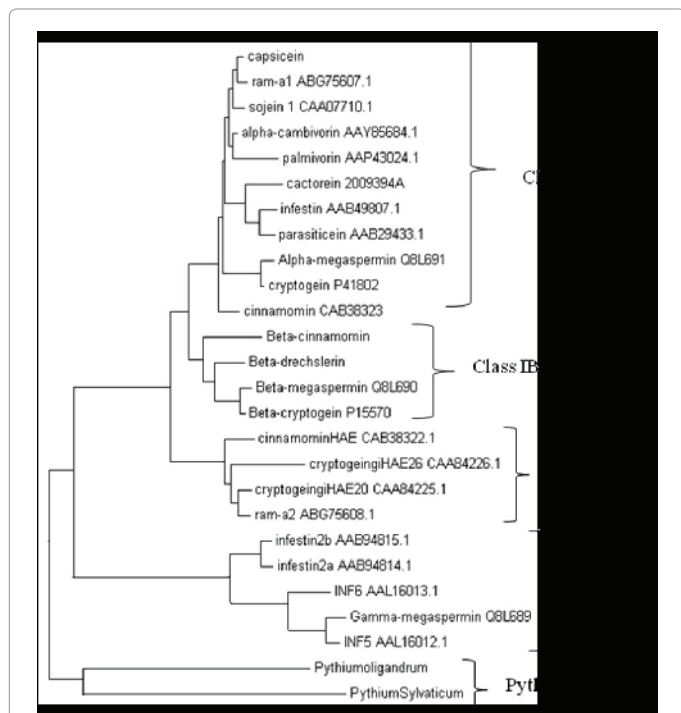 capsicein
ram-a1 ABG75607.1
sojein 1 CAA07710.1
alpha-cambivorin AAY85684.1
palmivorin AAP43024.1
cactorein 2009394A
infestin AAB49807.1
parasiticein AAB29433.1
Alpha-megaspermin Q8L691
cryptogein P41802
cinnamomin CAB38323
Beta-cinnamomin
Beta-drechslerin
Class IB
Beta-megaspermin Q8L690
Beta-cryptogein P15570
cinnamominHAE CAB38322.1
cryptogeingiHAE26 CAA84226.1
cryptogeingiHAE20 CAA84225.1
ram-a2 ABG75608.1
infestin2b AAB94815.1
infestin2a AAB94814.1
INF6 AAL16013.1
Gamma-megaspermin Q8L689
INF5 AAL16012.1
Pythiumoligandrum
PythiumSylvaticum